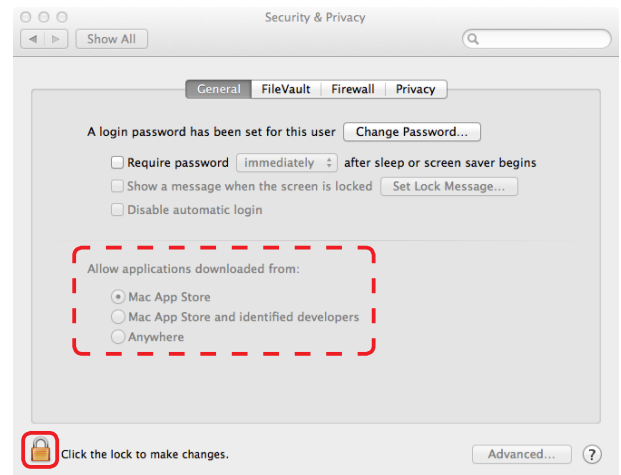 Security & Privacy
Show All
General FileVault Firewall Privacy
A login password has been set for this user Change Password...
Require password immediately after sleep or screen saver begins
Show a message when the screen is locked Set Lock Message...
Disable automatic login
Allow applications downloaded from:
Mac App Store
Mac App Store and identified developers
Anywhere
Click the lock to make changes. Advanced... ?